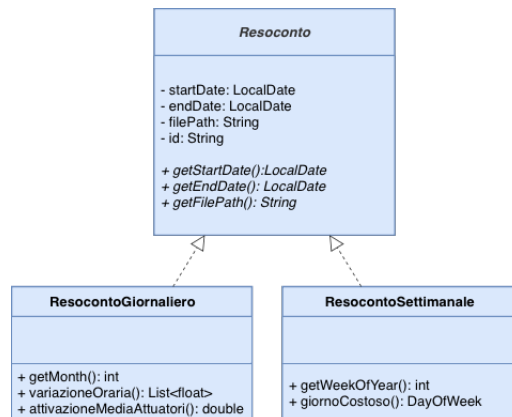 Resoconto
- startDate: LocalDate
- endDate: LocalDate
- filePath: String
- id: String
+ getStartDate():LocalDate
+ getEndDate(): LocalDate
+ getFilePath(): String
ResocontoGiornaliero
+ getMonth(): int
+ variazioneOraria(): List<float>
+ attivazioneMediaAttuatori(): double
ResocontoSettimanale
+ getWeekOfYear(): int
+ giornoCostoso(): DayOfWeek